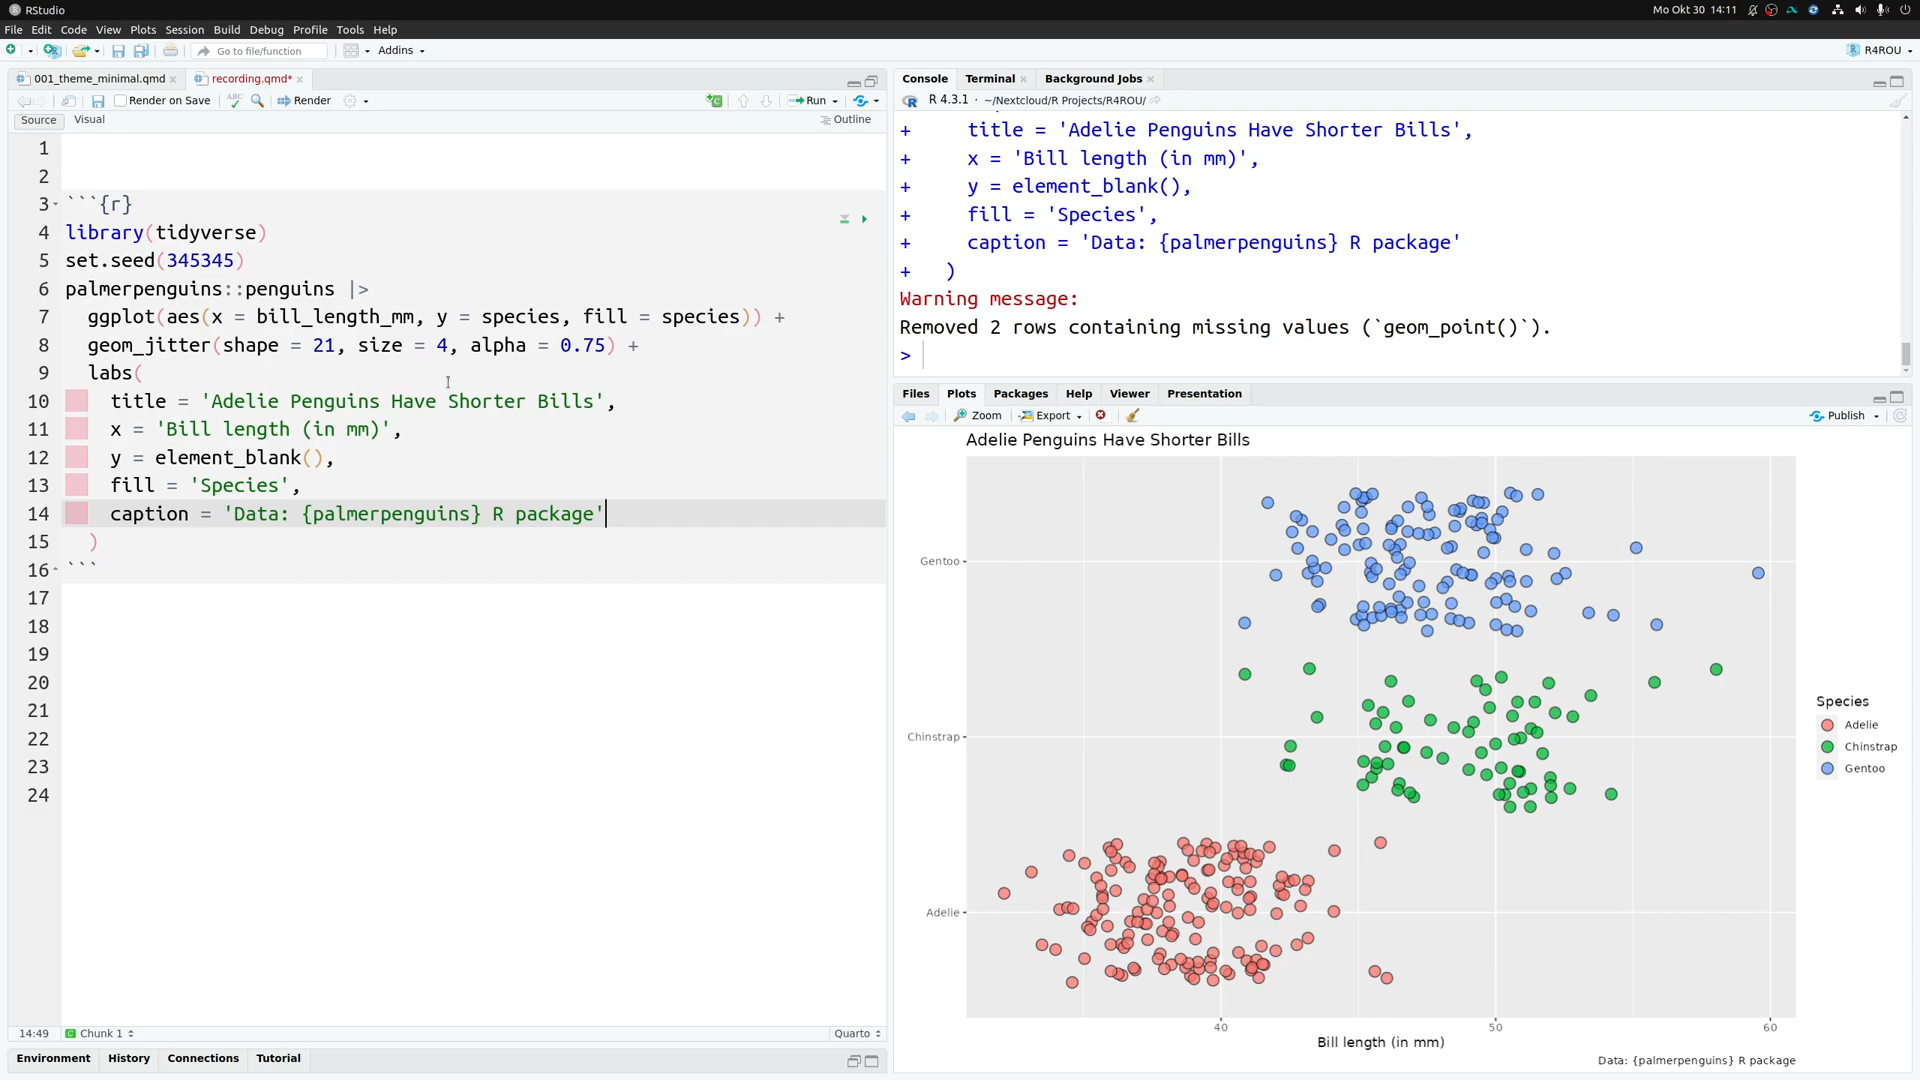 RStudio
Mo Okt 30 14:11
File Edit Code View Plots Session Build Debug Profile Tools Help
Go to file/function
Addins
R4ROU
001_theme_minimal.qmd
recording.qmd*
Render on Save
ABC
Render
Run
Source
Visual
Outline
1
2
3 ```{r}
4 library(tidyverse)
5 set.seed(345345)
6 palmerpenguins::penguins |>
7 ggplot(aes(x = bill_length_mm, y = species, fill = species)) +
8 geom_jitter(shape = 21, size = 4, alpha = 0.75) +
9 labs(
10 title = 'Adelie Penguins Have Shorter Bills',
11 x = 'Bill length (in mm)',
12 y = element_blank(),
13 fill = 'Species',
14 caption = 'Data: {palmerpenguins} R package'
15 )
16 ```
17
18
19
20
21
22
23
24
14:49
Chunk 1
Quarto
Environment
History
Connections
Tutorial
Console
Terminal
Background Jobs
R 4.3.1 · ~/Nextcloud/R Projects/R4ROU/
+ title = 'Adelie Penguins Have Shorter Bills',
+ x = 'Bill length (in mm)',
+ y = element_blank(),
+ fill = 'Species',
+ caption = 'Data: {palmerpenguins} R package'
+ )
Warning message:
Removed 2 rows containing missing values (`geom_point()`).
>
Files
Plots
Packages
Help
Viewer
Presentation
Zoom
Export
Publish
Adelie Penguins Have Shorter Bills
Gentoo
Chinstrap
Adelie
40
50
60
Bill length (in mm)
Species
Adelie
Chinstrap
Gentoo
Data: {palmerpenguins} R package